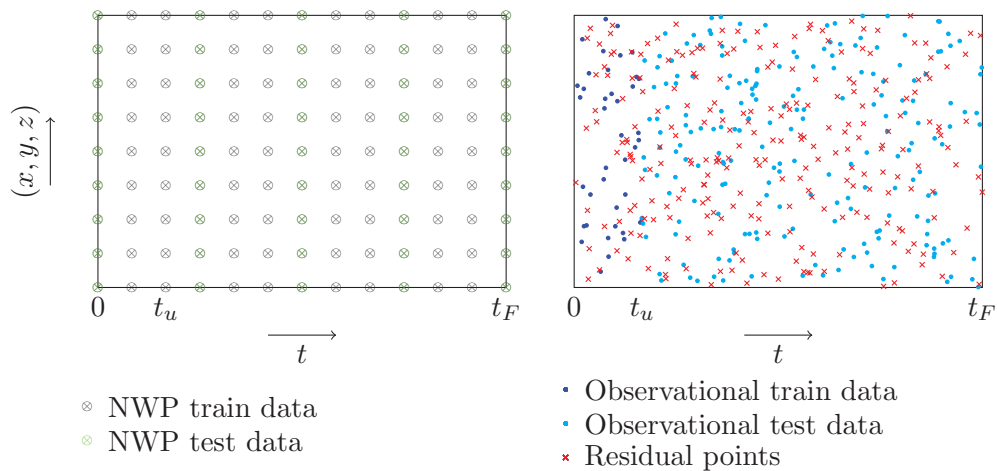 (x, y, z)
0 t_u t_F
t
NWP train data
NWP test data
0 t_u t_F
t
Observational train data
Observational test data
Residual points